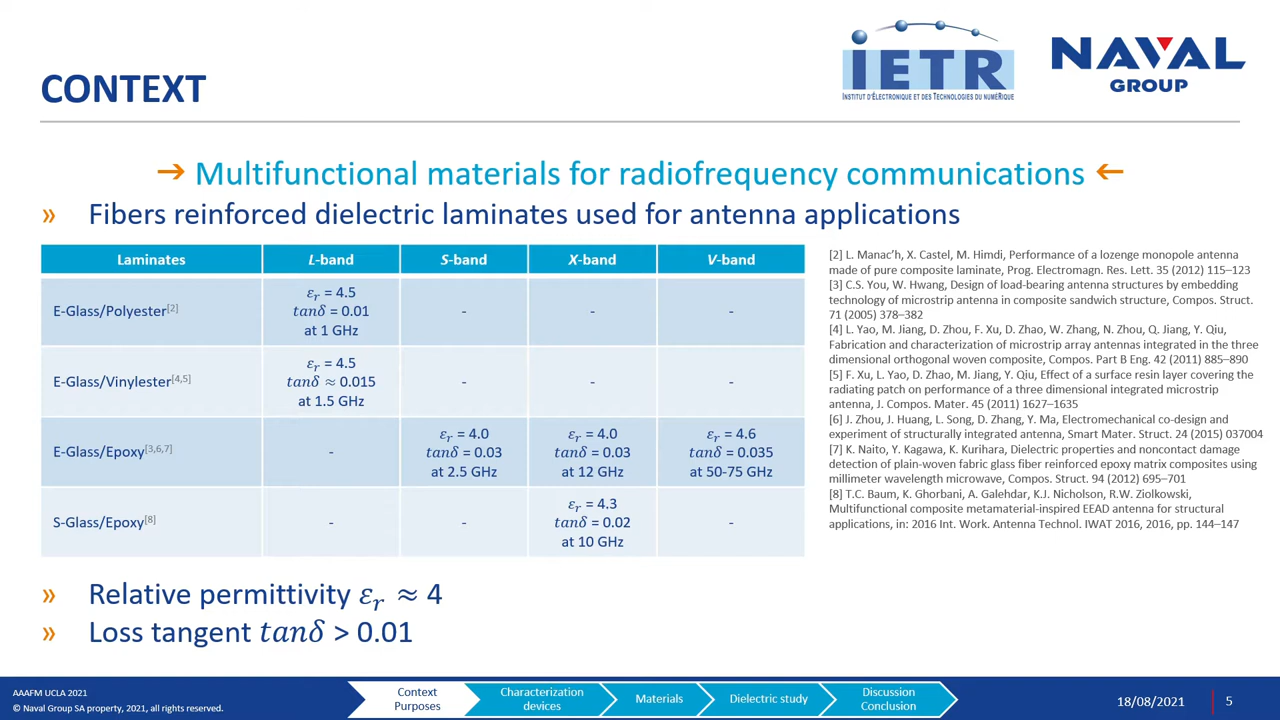 CONTEXT
iETR
INSTITUT D'ÉLECTRONIQUE ET DES TECHNOLOGIES DU NUMÉRIQUE
NAVAL
GROUP
→ Multifunctional materials for radiofrequency communications ←
» Fibers reinforced dielectric laminates used for antenna applications
Laminates L-band S-band X-band V-band
E-Glass/Polyester[2] εr = 4.5 tanδ = 0.01 at 1 GHz - - -
E-Glass/Vinylester[4,5] εr = 4.5 tanδ ≈ 0.015 at 1.5 GHz - - -
E-Glass/Epoxy[3,6,7] - εr = 4.0 tanδ = 0.03 at 2.5 GHz εr = 4.0 tanδ = 0.03 at 12 GHz εr = 4.6 tanδ = 0.035 at 50-75 GHz
S-Glass/Epoxy[8] - - εr = 4.3 tanδ = 0.02 at 10 GHz -
[2] L. Manac'h, X. Castel, M. Himdi, Performance of a lozenge monopole antenna
made of pure composite laminate, Prog. Electromagn. Res. Lett. 35 (2012) 115–123
[3] C.S. You, W. Hwang, Design of load-bearing antenna structures by embedding
technology of microstrip antenna in composite sandwich structure, Compos. Struct.
71 (2005) 378–382
[4] L. Yao, M. Jiang, D. Zhou, F. Xu, D. Zhao, W. Zhang, N. Zhou, Q. Jiang, Y. Qiu,
Fabrication and characterization of microstrip array antennas integrated in the three
dimensional orthogonal woven composite, Compos. Part B Eng. 42 (2011) 885–890
[5] F. Xu, L. Yao, D. Zhao, M. Jiang, Y. Qiu, Effect of a surface resin layer covering the
radiating patch on performance of a three dimensional integrated microstrip
antenna, J. Compos. Mater. 45 (2011) 1627–1635
[6] J. Zhou, J. Huang, L. Song, D. Zhang, Y. Ma, Electromechanical co-design and
experiment of structurally integrated antenna, Smart Mater. Struct. 24 (2015) 037004
[7] K. Naito, Y. Kagawa, K. Kurihara, Dielectric properties and noncontact damage
detection of plain-woven fabric glass fiber reinforced epoxy matrix composites using
millimeter wavelength microwave, Compos. Struct. 94 (2012) 695–701
[8] T.C. Baum, K. Ghorbani, A. Galehdar, K.J. Nicholson, R.W. Ziolkowski,
Multifunctional composite metamaterial-inspired EEAD antenna for structural
applications, in: 2016 Int. Work. Antenna Technol. IWAT 2016, 2016, pp. 144–147
» Relative permittivity εr ≈ 4
» Loss tangent tanδ > 0.01
AAAFM UCLA 2021
© Naval Group SA property, 2021, all rights reserved.
Context
Purposes
Characterization
devices
Materials
Dielectric study
Discussion
Conclusion
18/08/2021
5